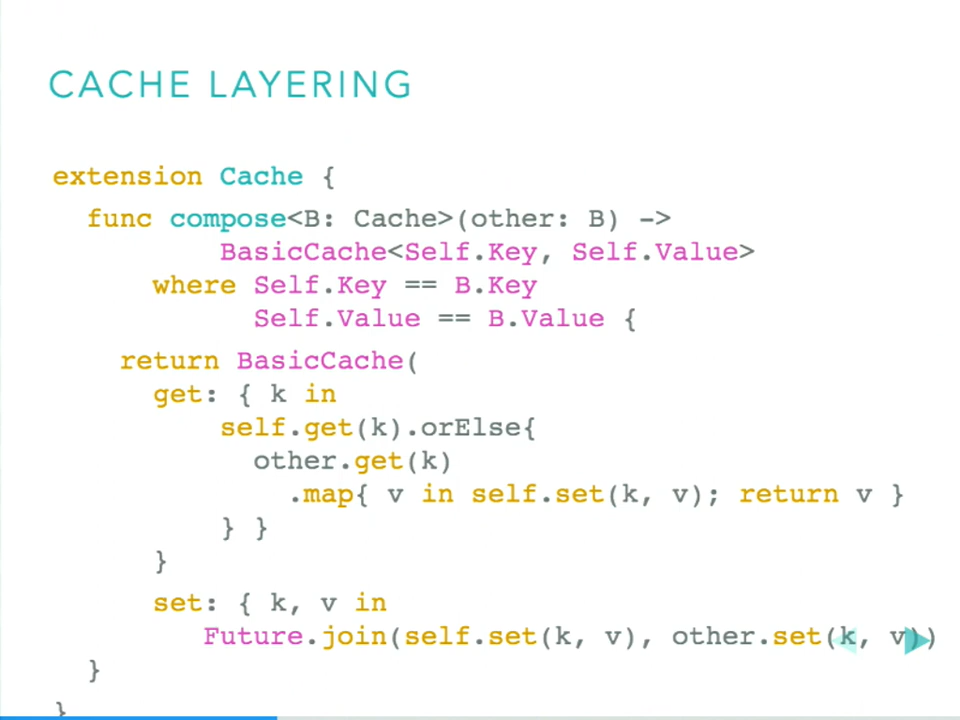 CACHE LAYERING
extension Cache {
func compose<B: Cache>(other: B) ->
BasicCache<Self.Key, Self.Value>
where Self.Key == B.Key
Self.Value == B.Value {
return BasicCache(
get: { k in
self.get(k).orElse{
other.get(k)
.map{ v in self.set(k, v); return v }
} }
}
set: { k, v in
Future.join(self.set(k, v), other.set(k, v))
}
}